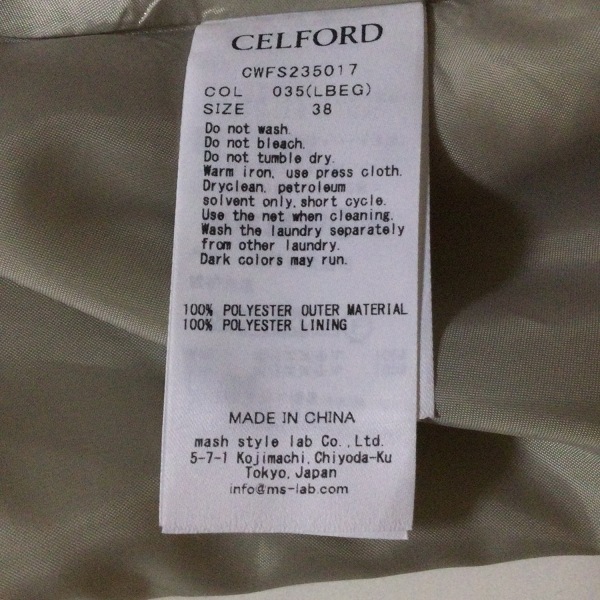 CELFORD
CWFS235017
COL 035(LBEG)
SIZE 38
Do not wash.
Do not bleach.
Do not tumble dry.
Warm iron, use press cloth.
Dryclean, petroleum
solvent only, short cycle.
Use the net when cleaning.
Wash the laundry separately
from other laundry.
Dark colors may run.
100% POLYESTER OUTER MATERIAL
100% POLYESTER LINING
MADE IN CHINA
mash style lab Co.,Ltd.
5-7-1 Kojimachi,Chiyoda-Ku
Tokyo,Japan
info@ms-lab.com